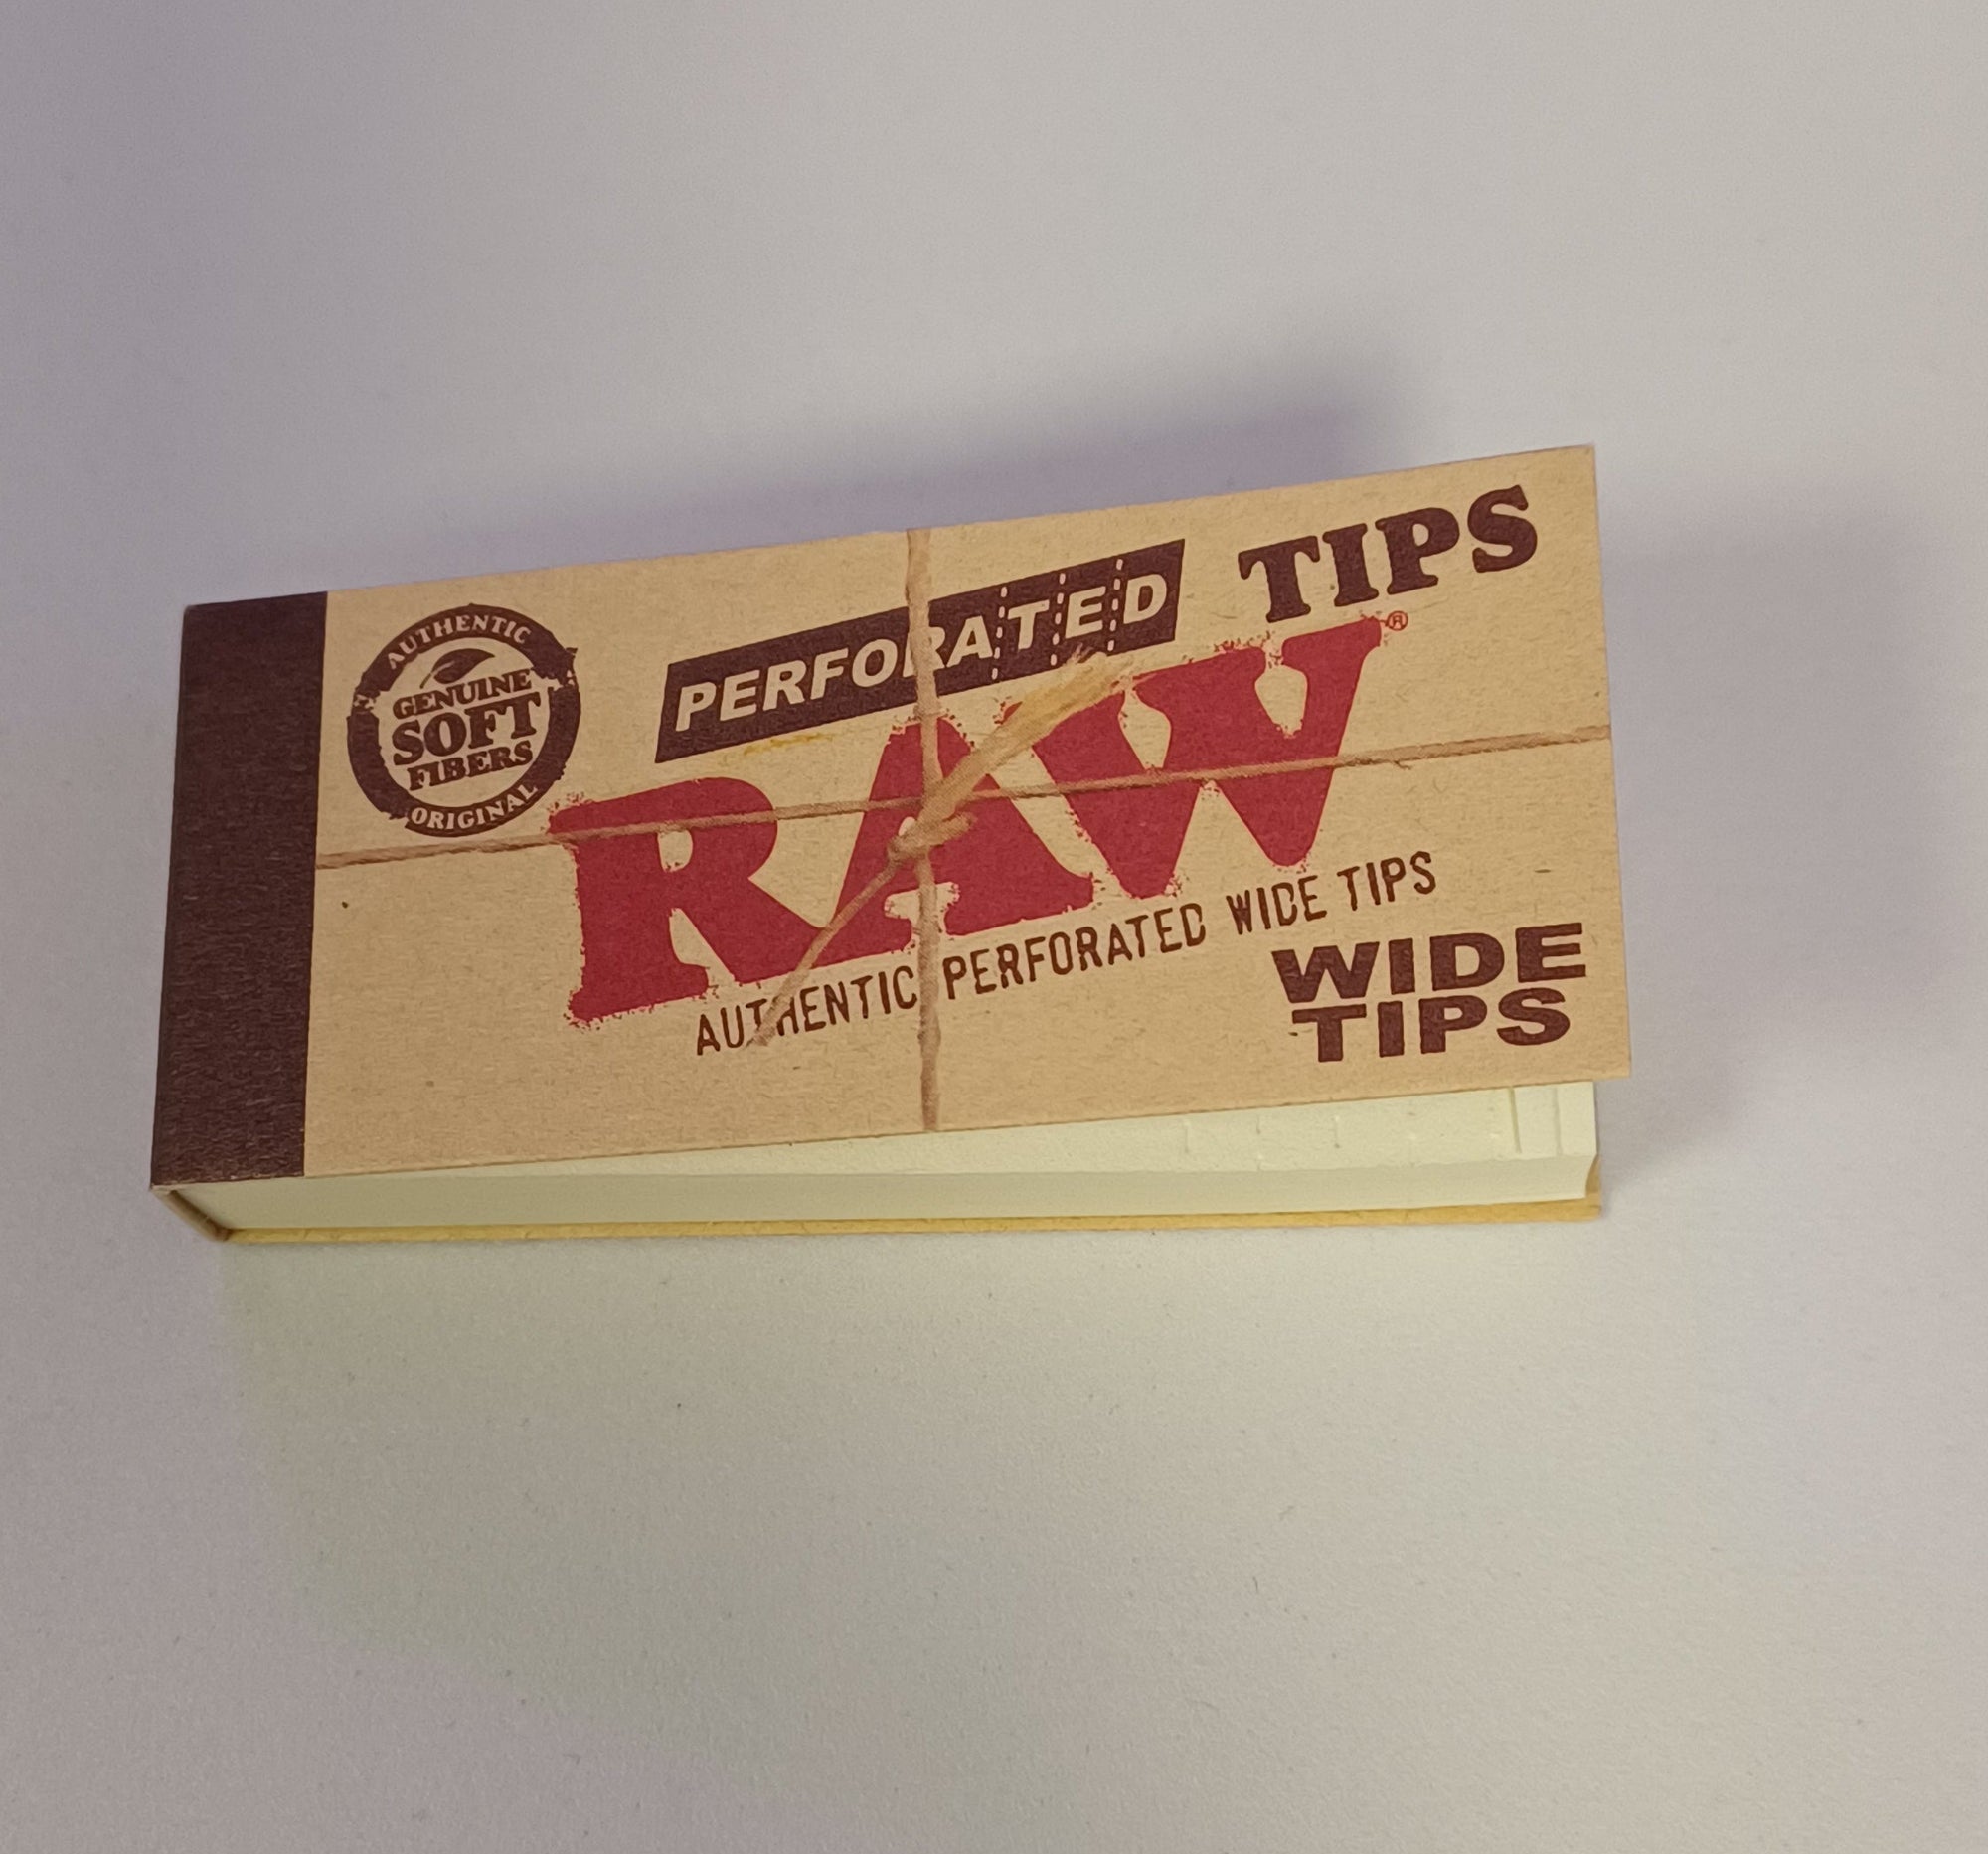 AUTHENTIC
GENUINE
SOFT
FIBERS
ORIGINAL
PERFORATED TIPS
RAW®
AUTHENTIC PERFORATED WIDE TIPS
WIDE
TIPS